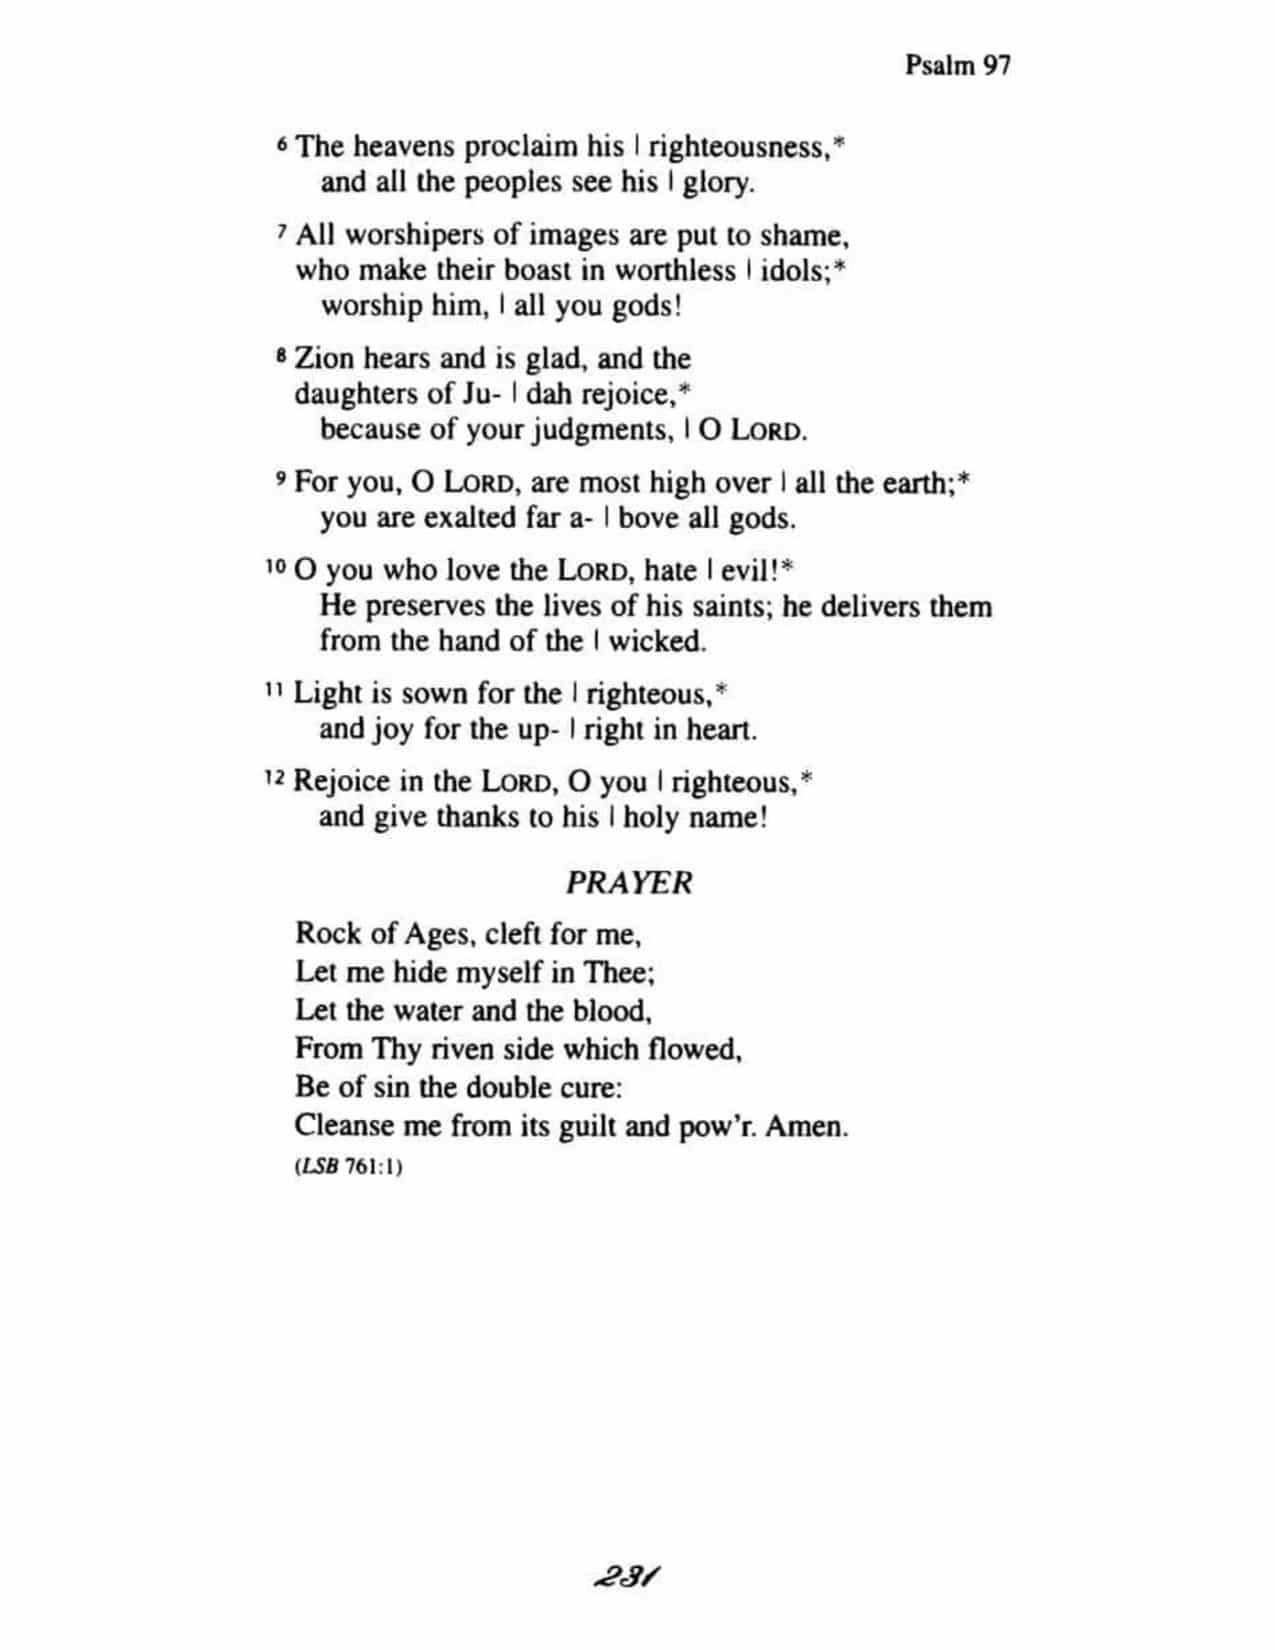 Psalm 97
6 The heavens proclaim his | righteousness,*
and all the peoples see his | glory.
7 All worshipers of images are put to shame,
who make their boast in worthless | idols;*
worship him, | all you gods!
8 Zion hears and is glad, and the
daughters of Ju- | dah rejoice,*
because of your judgments, | O LORD.
9 For you, O LORD, are most high over | all the earth;*
you are exalted far a- | bove all gods.
10 O you who love the LORD, hate | evil!*
He preserves the lives of his saints; he delivers them
from the hand of the | wicked.
11 Light is sown for the | righteous,*
and joy for the up- | right in heart.
12 Rejoice in the LORD, O you | righteous,*
and give thanks to his | holy name!
PRAYER
Rock of Ages, cleft for me,
Let me hide myself in Thee;
Let the water and the blood,
From Thy riven side which flowed,
Be of sin the double cure:
Cleanse me from its guilt and pow'r. Amen.
(LSB 761:1)
231